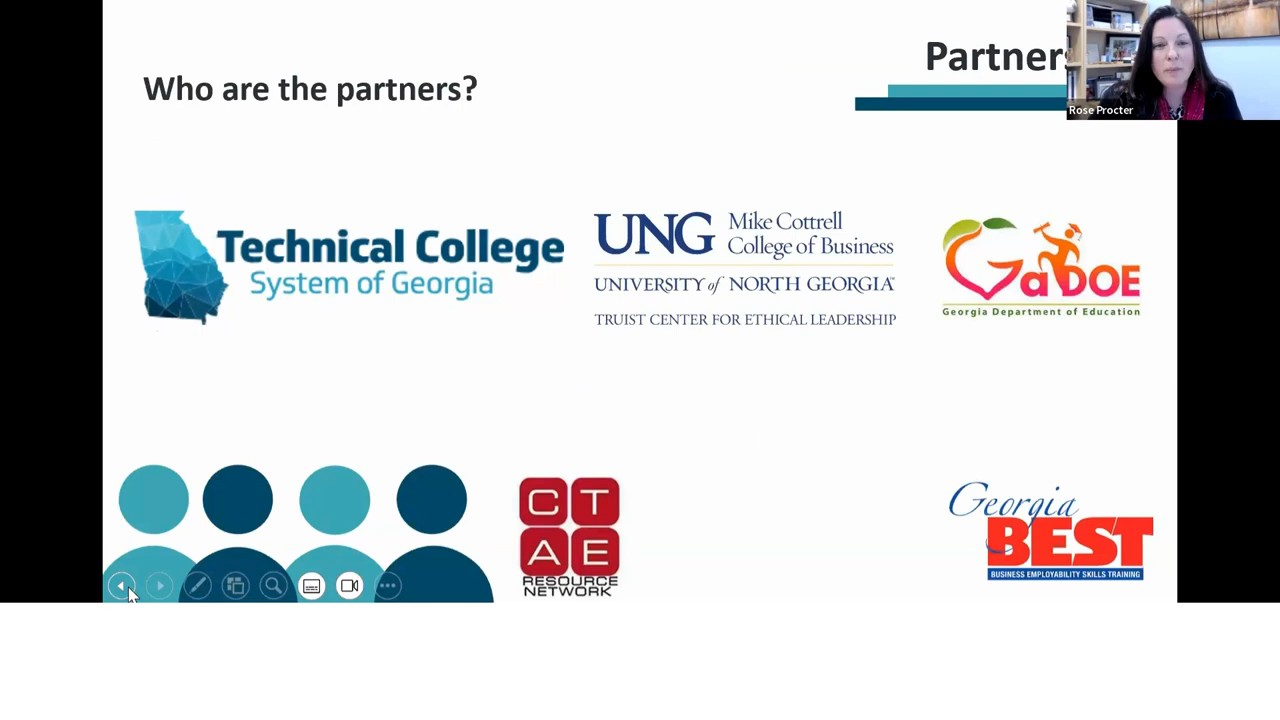 Partners
Who are the partners?
Rose Procter
Technical College
System of Georgia
UNG
Mike Cottrell
College of Business
UNIVERSITY of NORTH GEORGIA™
TRUIST CENTER FOR ETHICAL LEADERSHIP
GaDOE
Georgia Department of Education
C T
A E
RESOURCE
NETWORK
Georgia
BEST
BUSINESS EMPLOYABILITY SKILLS TRAINING